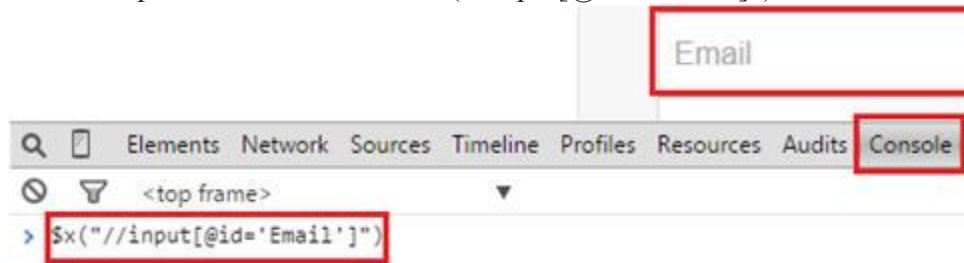 Email
Elements Network Sources Timeline Profiles Resources Audits Console
<top frame>
$x("//input[@id='Email']")